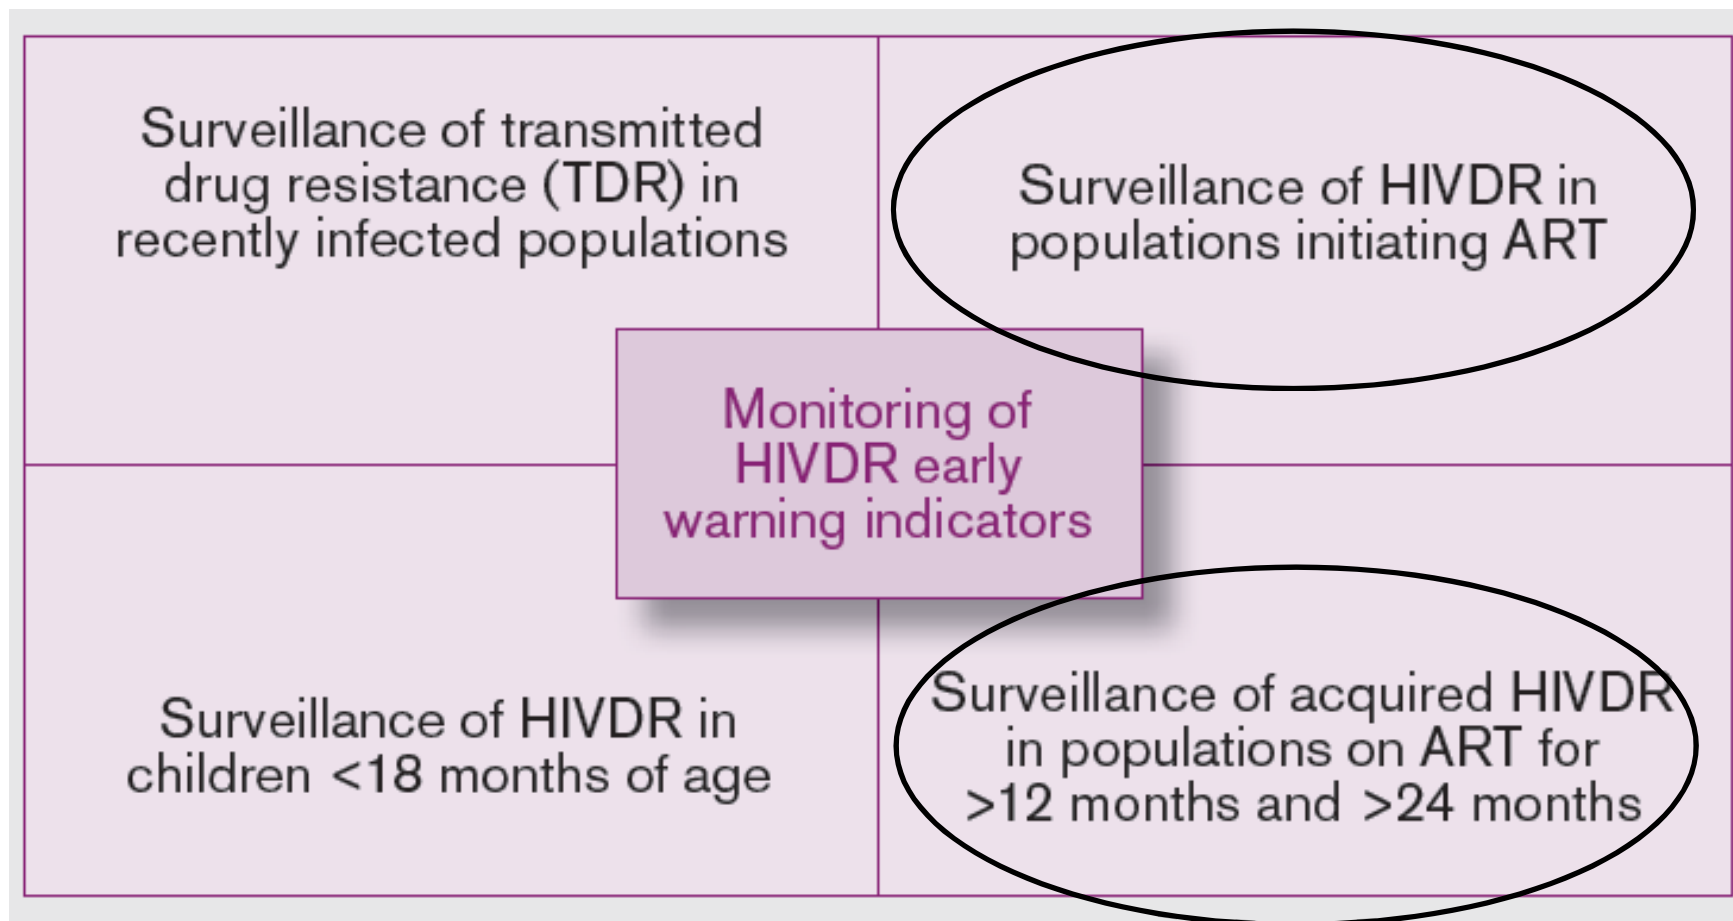 Surveillance of transmitted
drug resistance (TDR) in
recently infected populations
Surveillance of HIVDR in
populations initiating ART
Monitoring of
HIVDR early
warning indicators
Surveillance of HIVDR in
children <18 months of age
Surveillance of acquired HIVDR
in populations on ART for
>12 months and >24 months